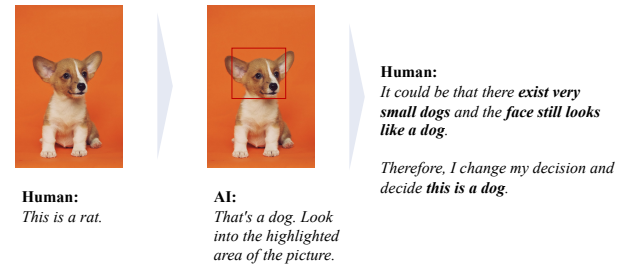 Human:
This is a rat.
AI:
That's a dog. Look
into the highlighted
area of the picture.
Human:
It could be that there exist very
small dogs and the face still looks
like a dog.
Therefore, I change my decision and
decide this is a dog.